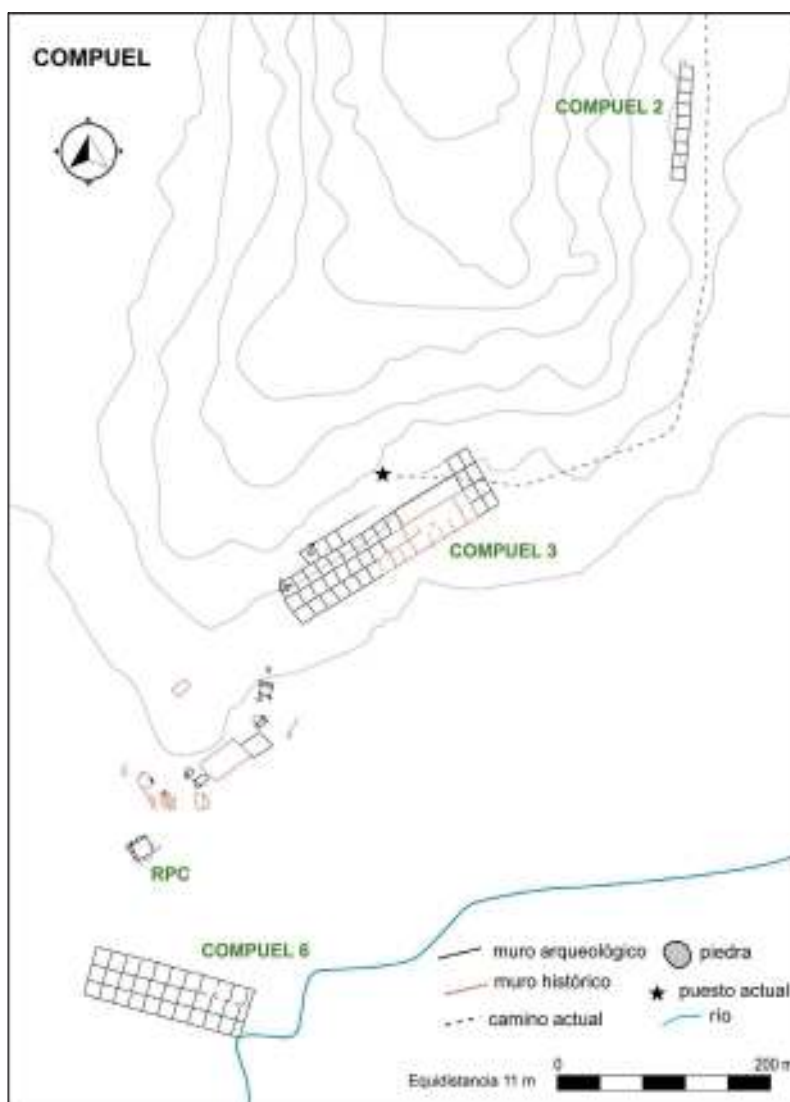 COMPUEL
COMPUEL 2
COMPUEL 3
RPC
COMPUEL 6
muro arqueológico
piedra
muro histórico
puesto actual
camino actual
río
0
200 m
Equidistancia 11 m